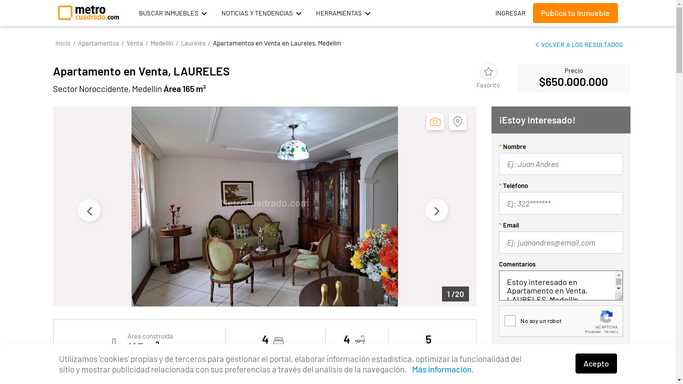 metro
cuadrado.com
BUSCAR INMUEBLES
NOTICIAS Y TENDENCIAS
HERRAMIENTAS
INGRESAR
Publica tu Inmueble
Inicio / Apartamentos / Venta / Medellín / Laureles / Apartamentos en Venta en Laureles, Medellín
VOLVER A LOS RESULTADOS
Apartamento en Venta, LAURELES
Sector Noroccidente, Medellín Área 165 m²
Favorito
Precio
$650.000.000
Metrocuadrado.com
1 / 20
¡Estoy Interesado!
* Nombre
Ej: Juan Andres
* Teléfono
Ej: 322*******
* Email
Ej: juanandres@email.com
Comentarios
Estoy interesado en
Apartamento en Venta,
LAURELES, Medellín
No soy un robot
reCAPTCHA
Privacidad - Términos
Área construida
4
4
5
Utilizamos 'cookies' propias y de terceros para gestionar el portal, elaborar información estadística, optimizar la funcionalidad del
sitio y mostrar publicidad relacionada con sus preferencias a través del análisis de la navegación. Más información.
Acepto